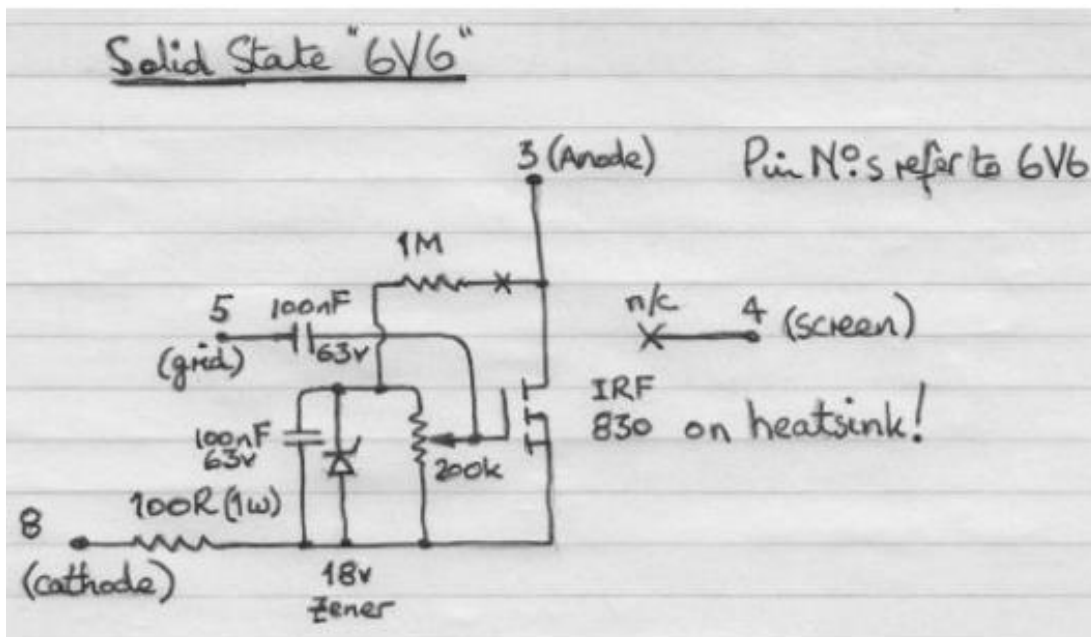 Solid State "6V6"
3 (Anode)
Pin Nº.s refer to 6V6
1M
5
100nF
63v
(grid)
n/c
4 (screen)
IRF
830 on heatsink!
100nF
63v
200k
100R (1w)
8
(cathode)
18v
Zener